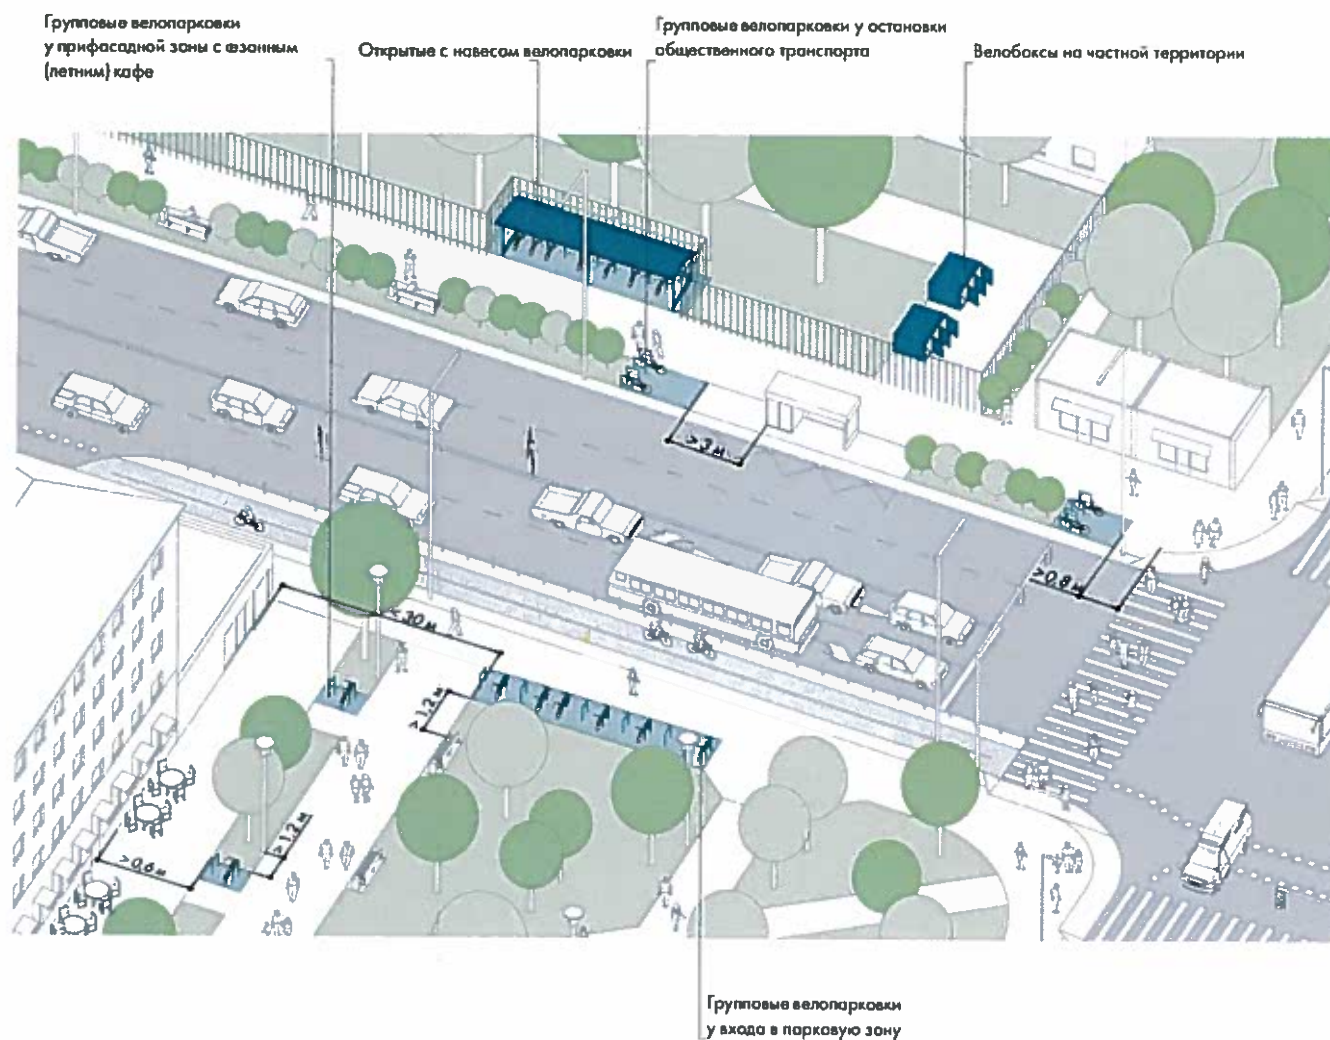 Групповые велопарковки
у прифасадной зоны с сезонным
(летним) кафе
Открытые с навесом велопарковки
Групповые велопарковки у остановки
общественного транспорта
Велобоксы на частной территории
> 3 м
> 0,8 м
< 30 м
> 1,2 м
> 1,2 м
> 0,6 м
Групповые велопарковки
у входа в парковую зону